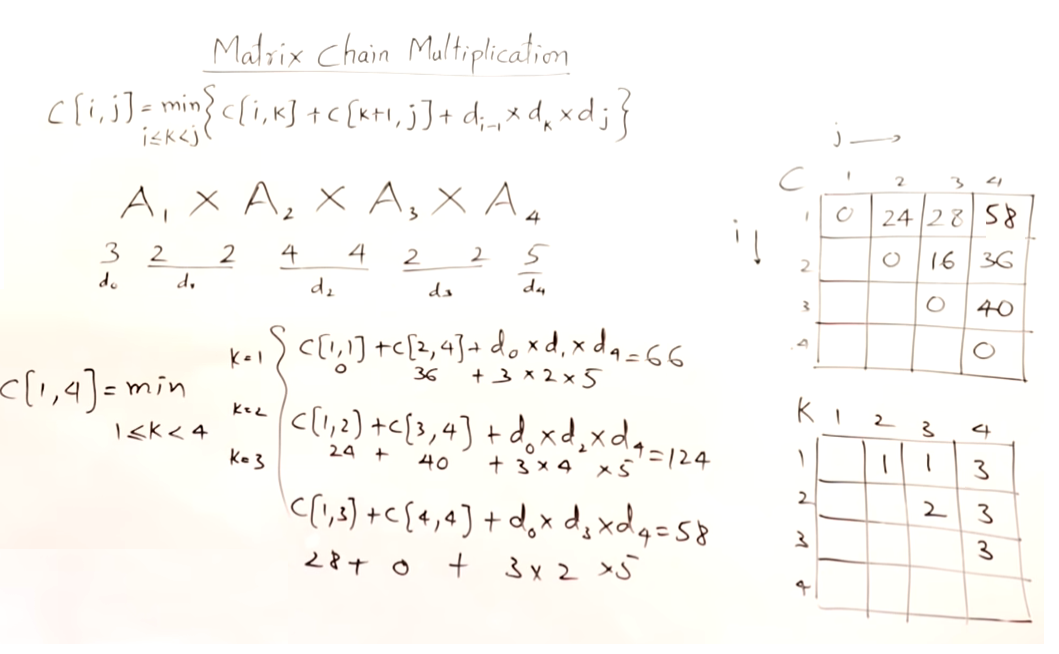 Matrix Chain Multiplication
C[i,j] = min { c[i,k] + c[k+1,j] + dᵢ₋₁ × dₖ × dⱼ }
i≤k<j
A₁ × A₂ × A₃ × A₄
3 2 2 4 4 2 2 5
d₀ d₁ d₂ d₃ d₄
C[1,4] = min
1≤K<4
K=1 C[1,1] + C[2,4] + d₀ × d₁ × d₄ = 66
0 36 + 3 × 2 × 5
K=2 C[1,2] + C[3,4] + d₀ × d₂ × d₄ = 124
24 + 40 + 3 × 4 × 5
K=3 C[1,3] + C[4,4] + d₀ × d₃ × d₄ = 58
28 + 0 + 3 × 2 × 5
j →
C 1 2 3 4
i ↓
1 0 24 28 58
2 0 16 36
3 0 40
4 0
K 1 2 3 4
1 1 1 3
2 2 3
3 3
4